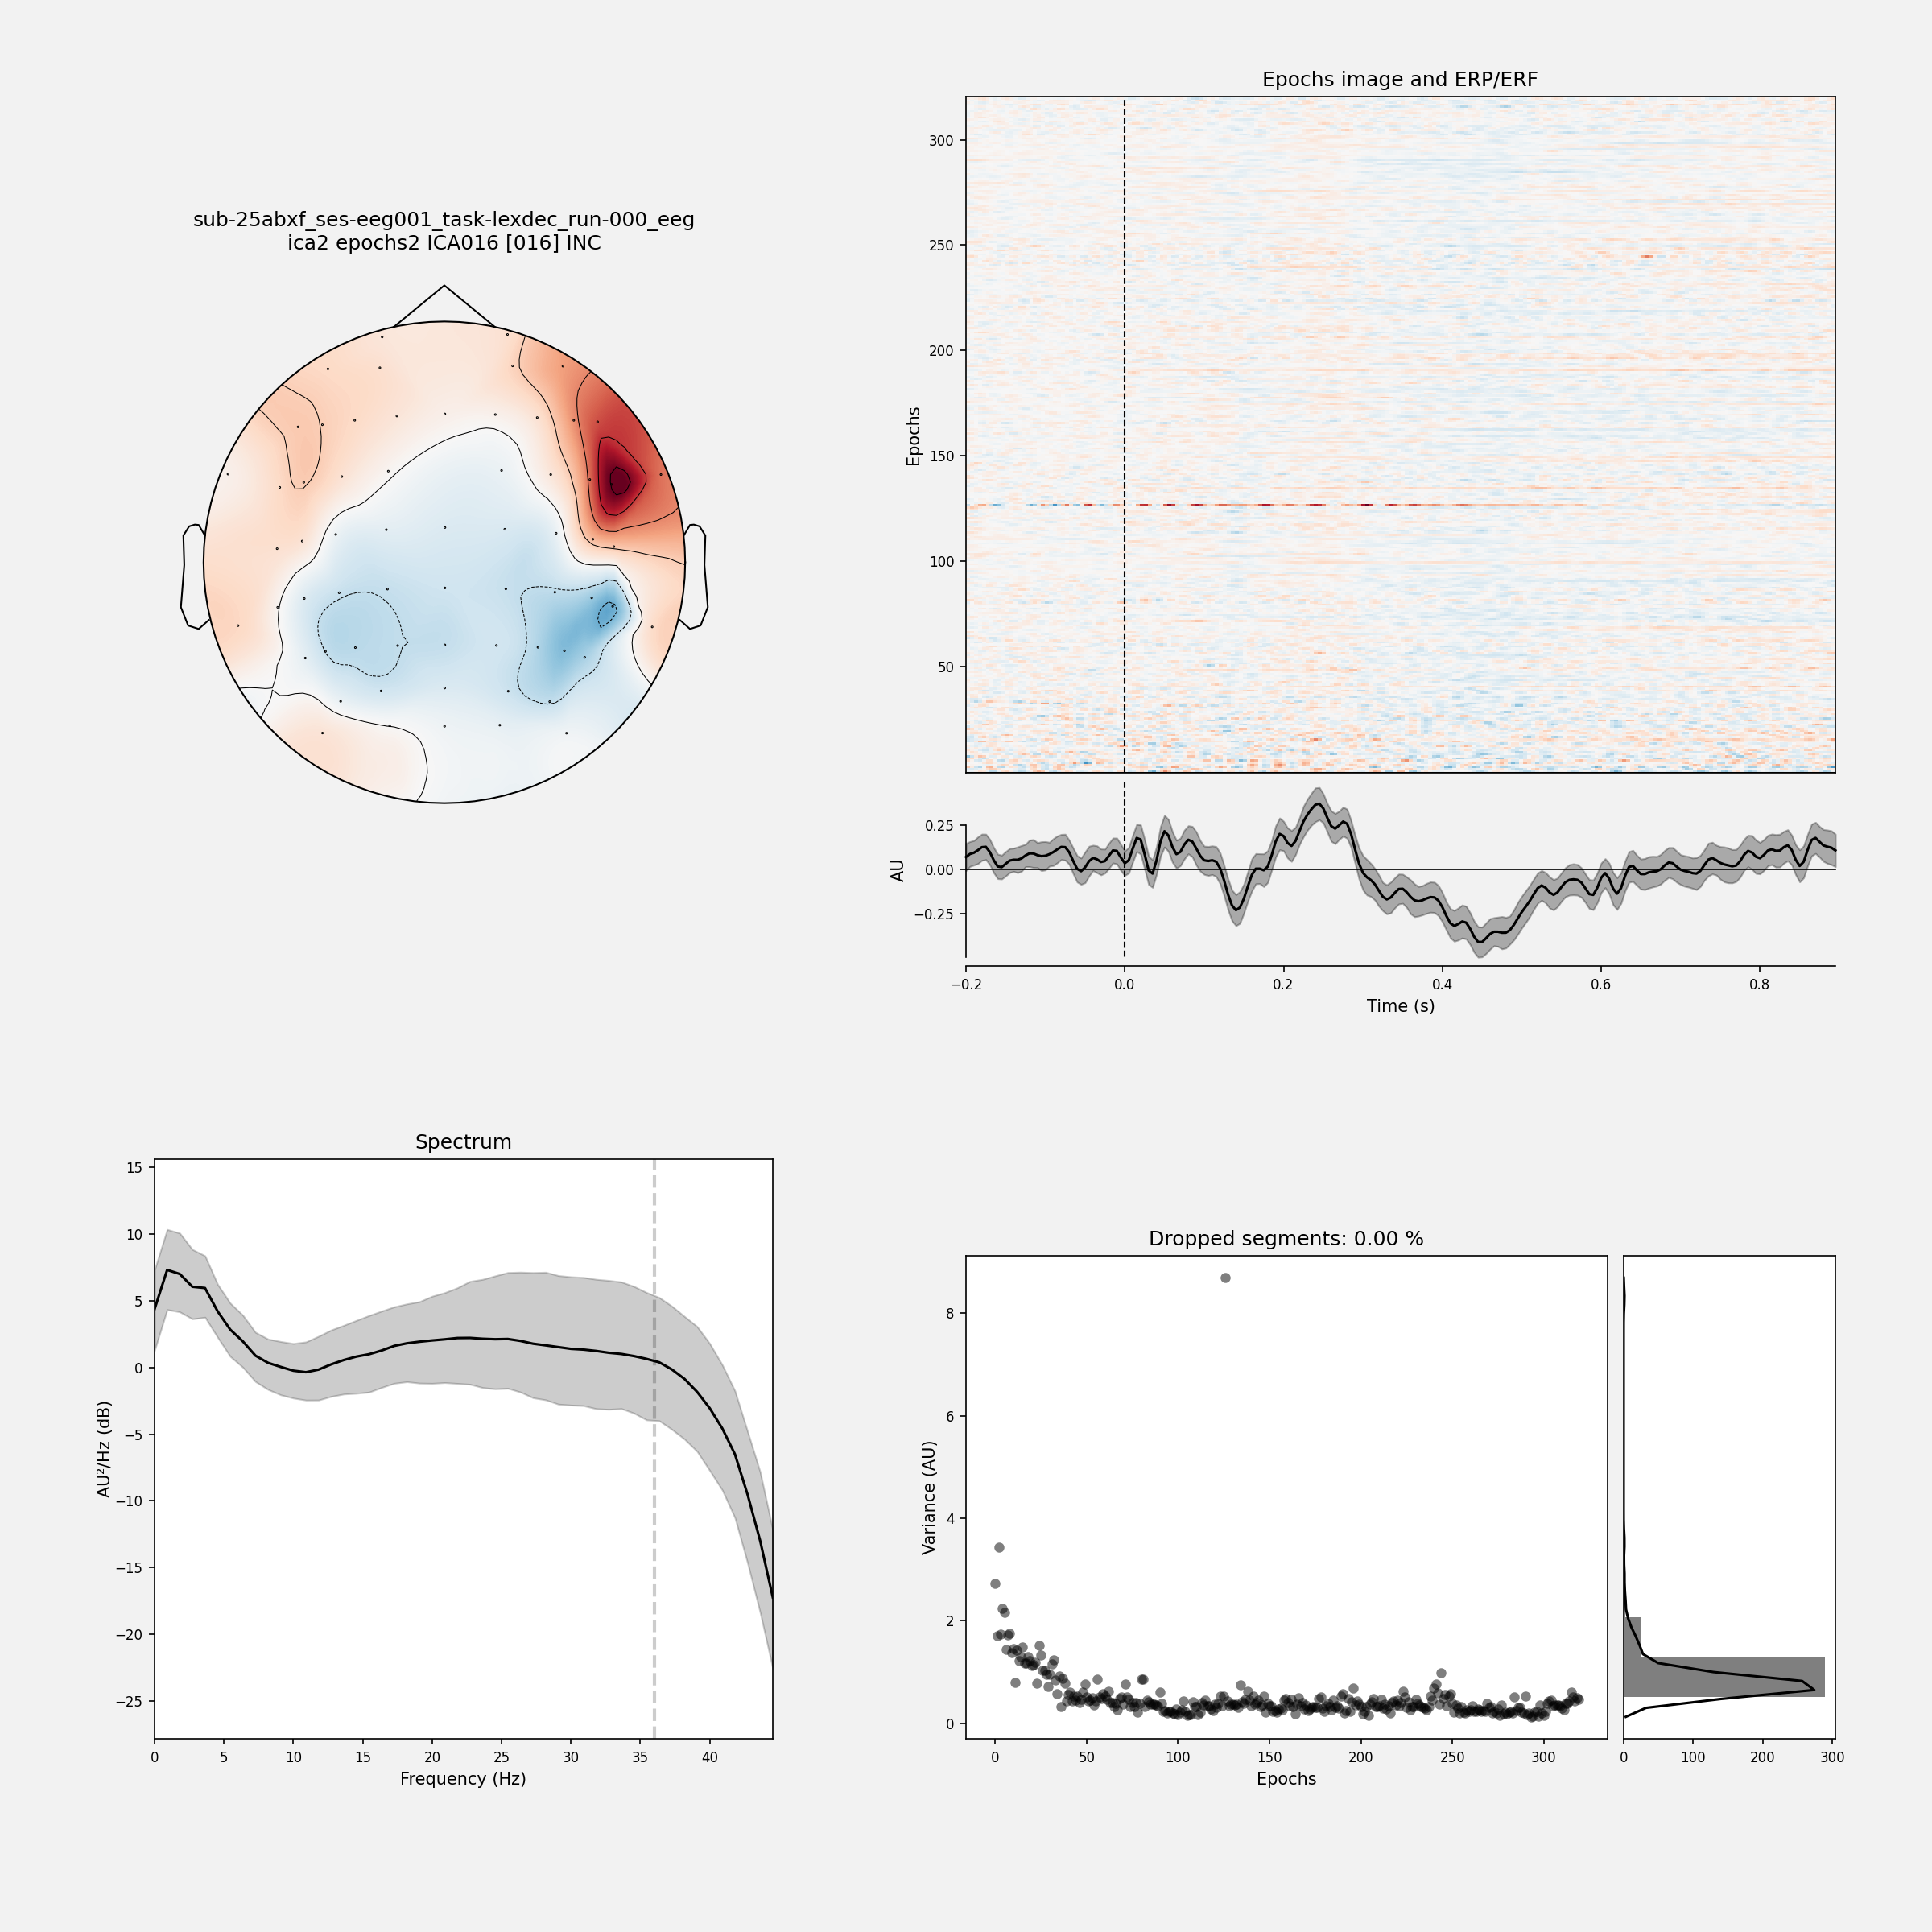 sub-25abxf_ses-eeg001_task-lexdec_run-000_eeg
ica2 epochs2 ICA016 [016] INC
Epochs image and ERP/ERF
300
250
200
150
100
50
Epochs
0.25
0.00
−0.25
AU
−0.2 0.0 0.2 0.4 0.6 0.8
Time (s)
Spectrum
15
10
5
0
−5
−10
−15
−20
−25
AU²/Hz (dB)
0 5 10 15 20 25 30 35 40
Frequency (Hz)
Dropped segments: 0.00 %
8
6
4
2
0
Variance (AU)
0 50 100 150 200 250 300
Epochs
0 100 200 300